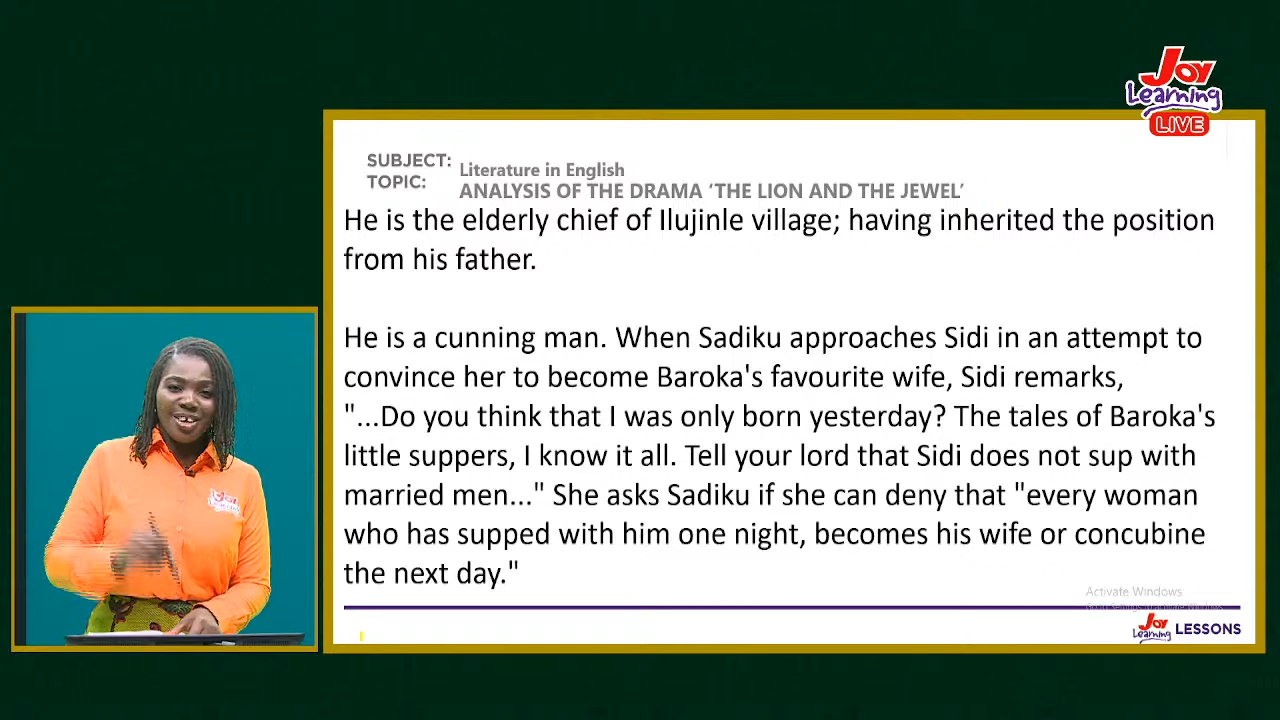 Joy
Learning
LIVE
SUBJECT: Literature in English
TOPIC: ANALYSIS OF THE DRAMA ‘THE LION AND THE JEWEL’
He is the elderly chief of Ilujinle village; having inherited the position
from his father.
He is a cunning man. When Sadiku approaches Sidi in an attempt to
convince her to become Baroka's favourite wife, Sidi remarks,
"...Do you think that I was only born yesterday? The tales of Baroka's
little suppers, I know it all. Tell your lord that Sidi does not sup with
married men..." She asks Sadiku if she can deny that "every woman
who has supped with him one night, becomes his wife or concubine
the next day."
Activate Windows
Joy
Learning LESSONS